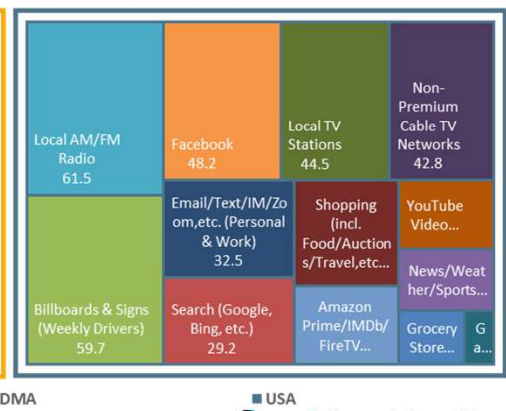 Local AM/FM
Radio
61.5
Facebook
48.2
Local TV
Stations
44.5
Non-
Premium
Cable TV
Networks
42.8
Billboards & Signs
(Weekly Drivers)
59.7
Email/Text/IM/Zo
om,etc. (Personal
& Work)
32.5
Search (Google,
Bing, etc.)
29.2
Shopping
(incl.
Food/Auction
s/Travel,etc...
Amazon
Prime/IMDb/
FireTV...
YouTube
Video...
News/Weat
her/Sports...
Grocery
Store...
G
a...
DMA
USA